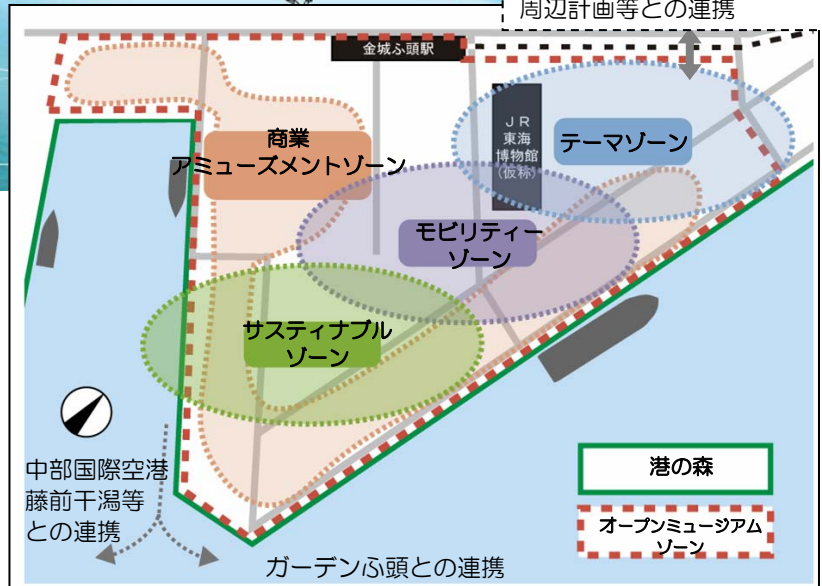 周辺計画等との連携
金城ふ頭駅
JR
東海
博物館
(仮称)
テーマゾーン
商業
アミューズメントゾーン
モビリティー
ゾーン
サスティナブル
ゾーン
中部国際空港
藤前干潟等
との連携
港の森
オープンミュージアム
ゾーン
ガーデンふ頭との連携